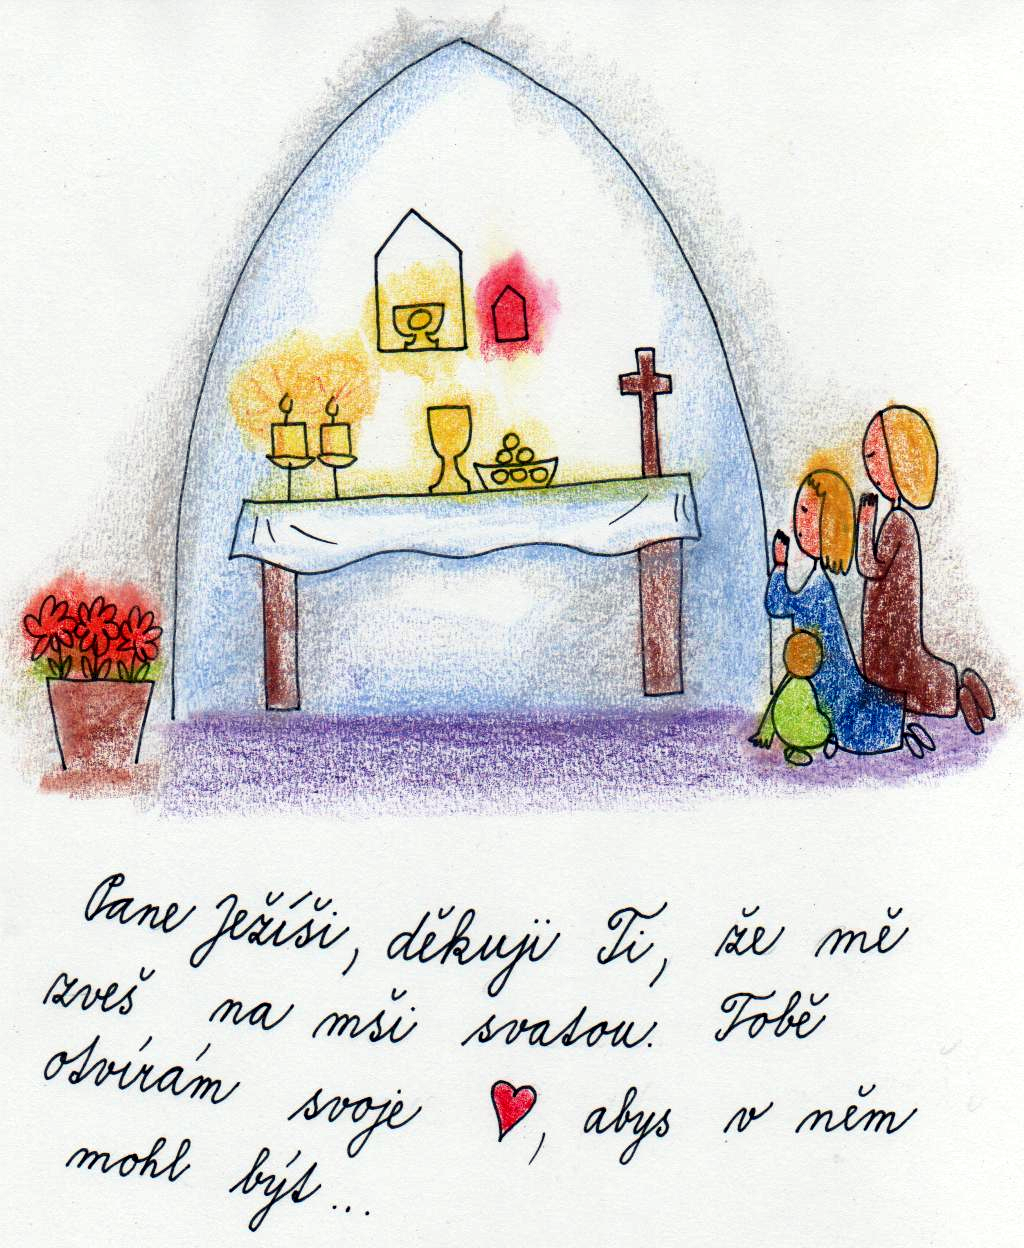 Pane Ježíši, děkuji Ti, že mě
zveš na mši svatou. Tobě
otvírám svoje ♥, abys v něm
mohl být...